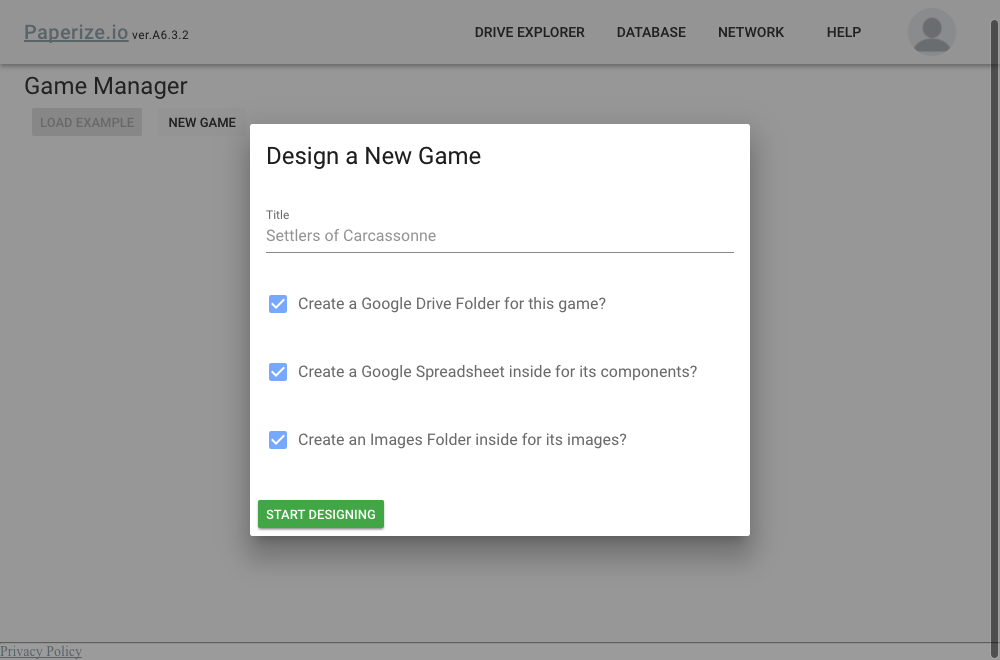 Paperize.io ver.A6.3.2
DRIVE EXPLORER
DATABASE
NETWORK
HELP
Game Manager
LOAD EXAMPLE
NEW GAME
Design a New Game
Title
Settlers of Carcassonne
Create a Google Drive Folder for this game?
Create a Google Spreadsheet inside for its components?
Create an Images Folder inside for its images?
START DESIGNING
Privacy Policy